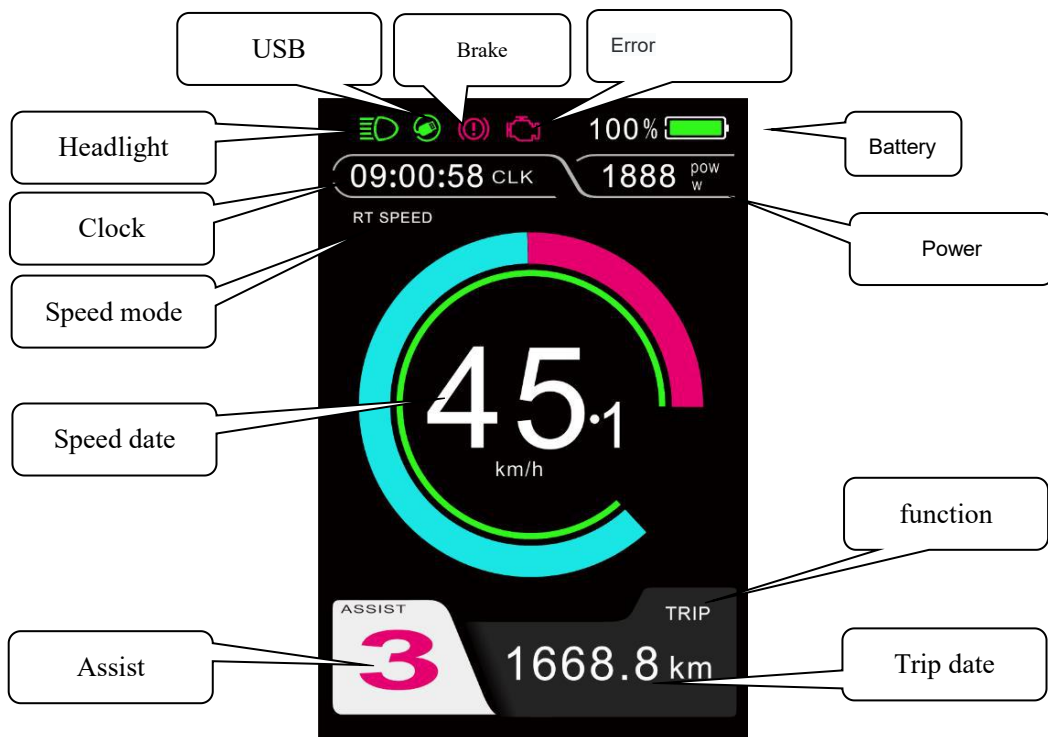 USB
Brake
Error
Headlight
100%
Battery
09:00:58 CLK
1888 pow
w
Clock
RT SPEED
Power
Speed mode
45.1
Speed date
km/h
function
ASSIST
TRIP
3
1668.8 km
Assist
Trip date